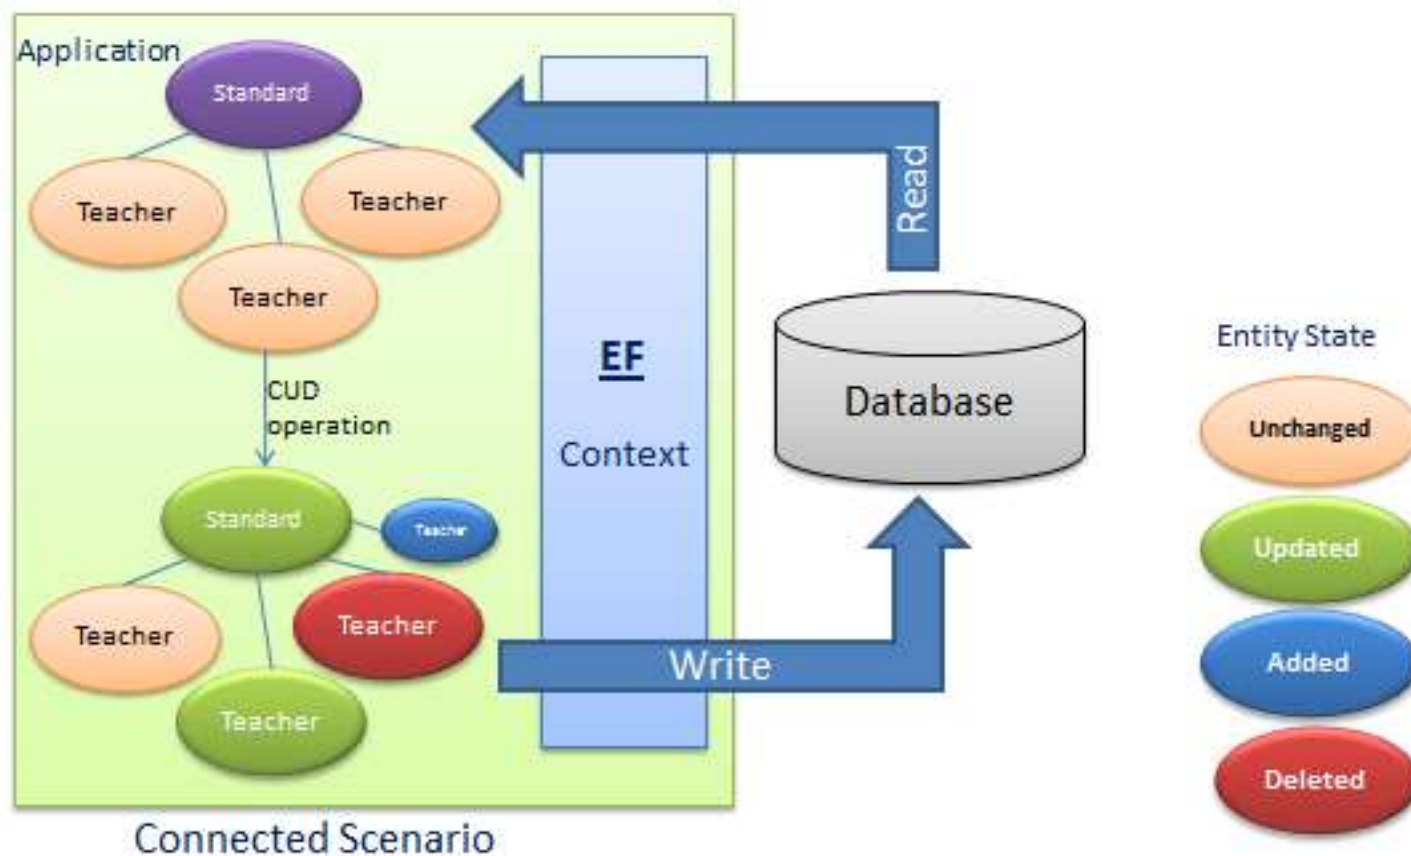 Application
Standard
Teacher
Teacher
Teacher
CUD
operation
Standard
Teacher
Teacher
Teacher
Teacher
EF
Context
Read
Database
Write
Connected Scenario
Entity State
Unchanged
Updated
Added
Deleted